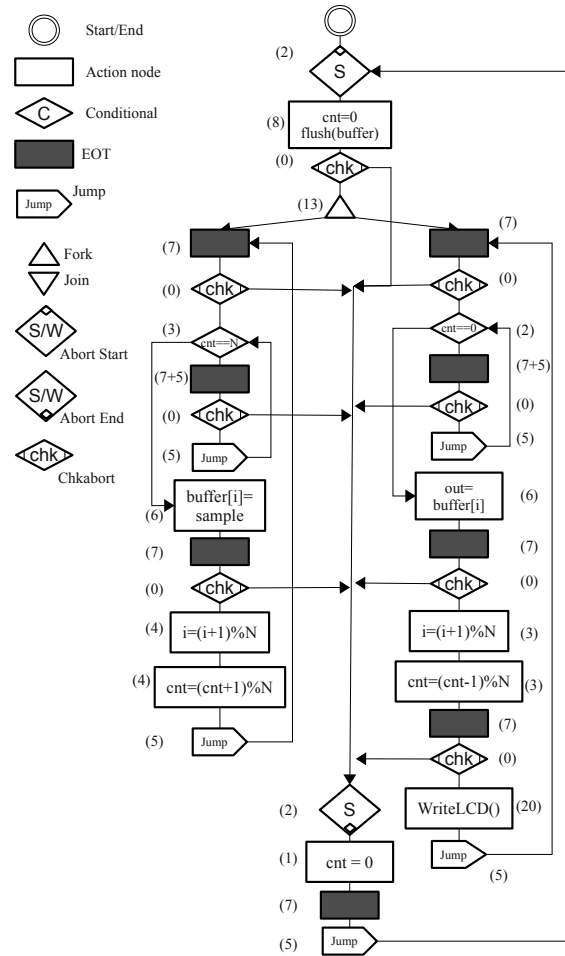 Start/End
Action node
C
Conditional
EOT
Jump
Jump
Fork
Join
S/W
Abort Start
S/W
Abort End
chk
Chkabort
(2)
S
(8)
cnt=0
flush(buffer)
(0)
chk
(13)
(7)
(0)
chk
(3)
cnt==N
(7+5)
(0)
chk
(5)
Jump
(6)
buffer[i]=
sample
(7)
(0)
chk
(4)
i=(i+1)%N
(4)
cnt=(cnt+1)%N
(5)
Jump
(7)
chk
(0)
cnt==0
(2)
(7+5)
chk
(0)
Jump
(5)
out=
buffer[i]
(6)
(7)
chk
(0)
i=(i+1)%N
(3)
cnt=(cnt-1)%N
(3)
(7)
chk
(0)
WriteLCD()
(20)
Jump
(5)
(2)
S
(1)
cnt = 0
(7)
(5)
Jump